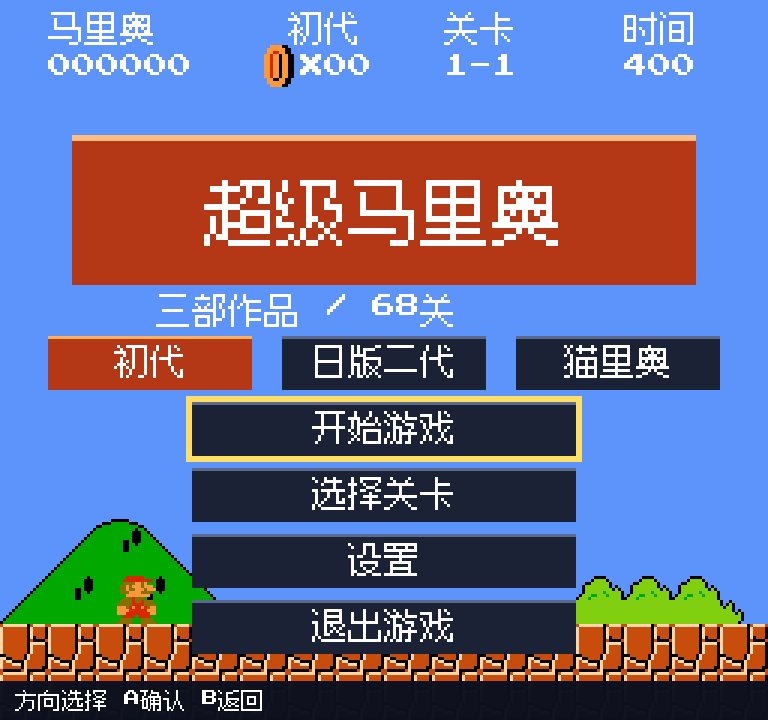 马里奥 初代 关卡 时间
000000 ×00 1-1 400
超级马里奥
三部作品 / 68关
初代 日版二代 猫里奥
开始游戏
选择关卡
设置
退出游戏
方向选择 A确认 B返回